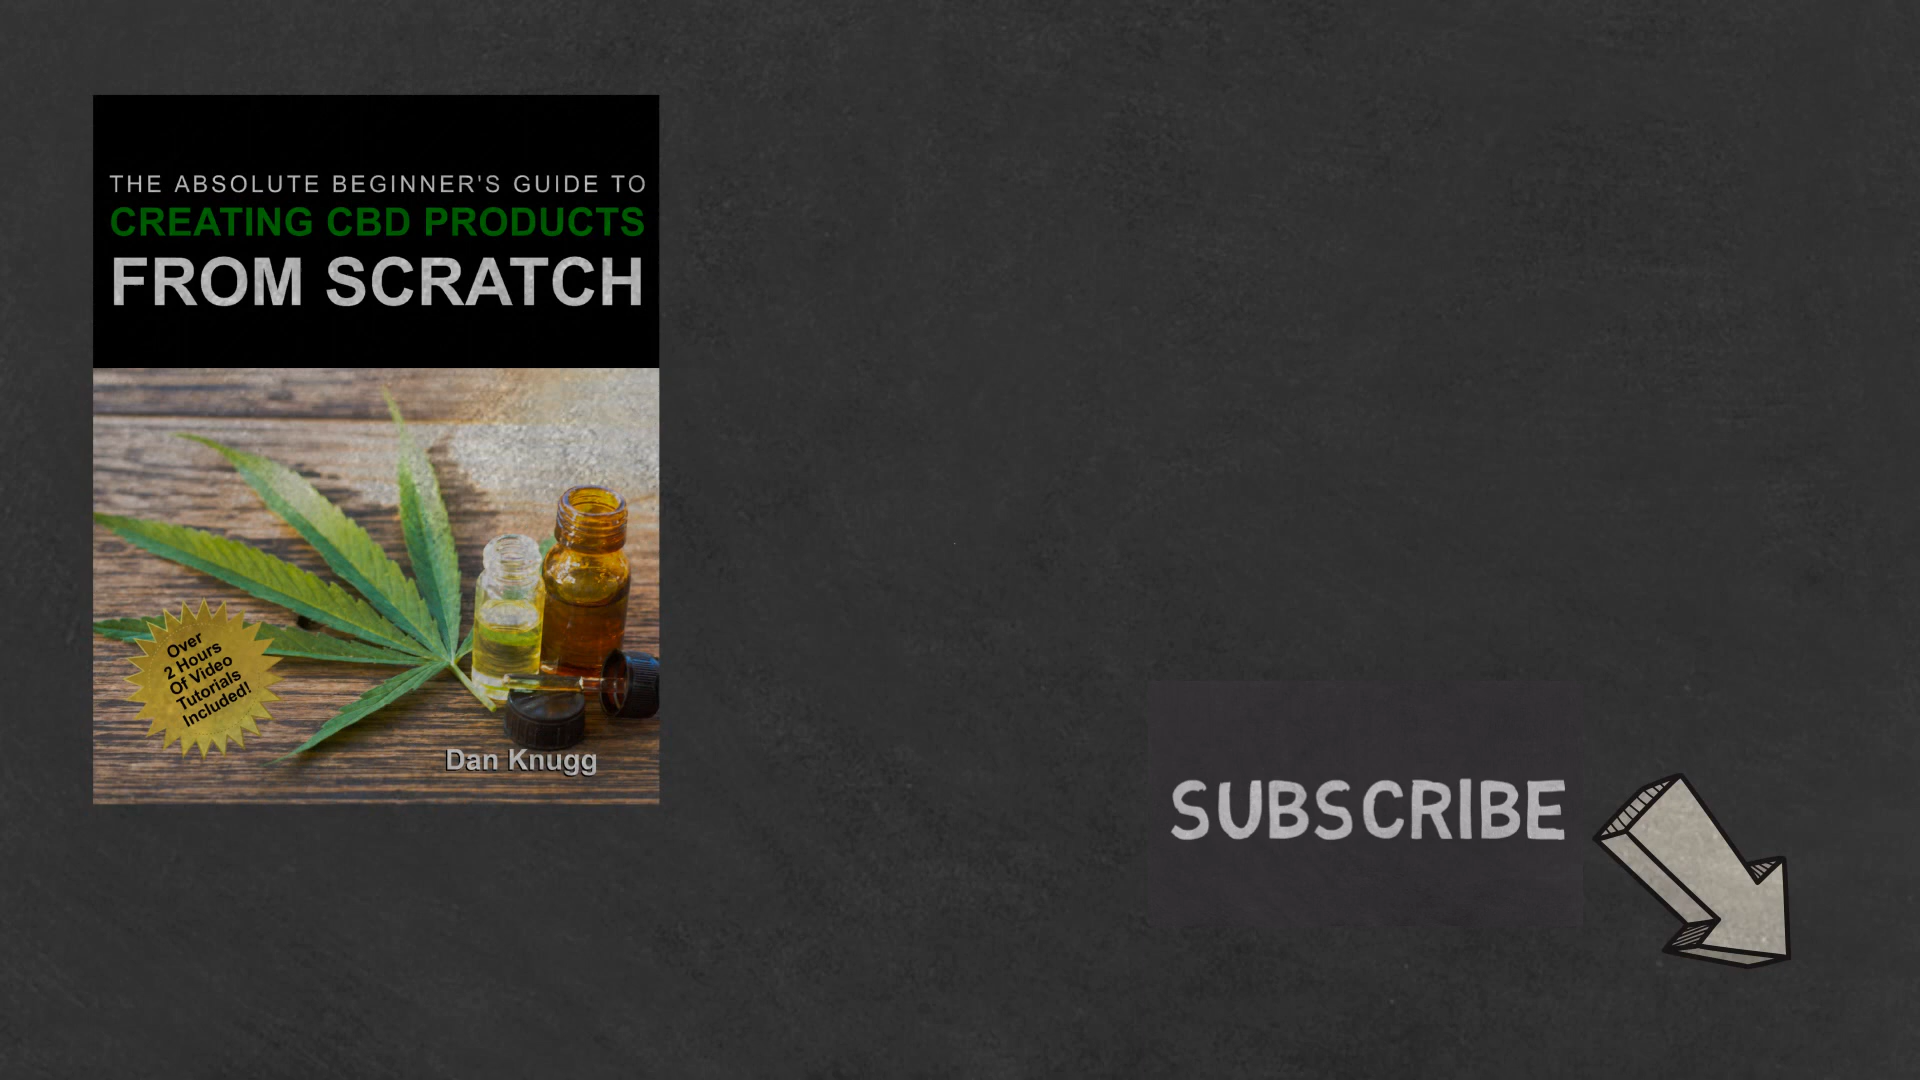 THE ABSOLUTE BEGINNER'S GUIDE TO
CREATING CBD PRODUCTS
FROM SCRATCH
Over
2 Hours
Of Video
Tutorials
Included!
Dan Knugg
SUBSCRIBE